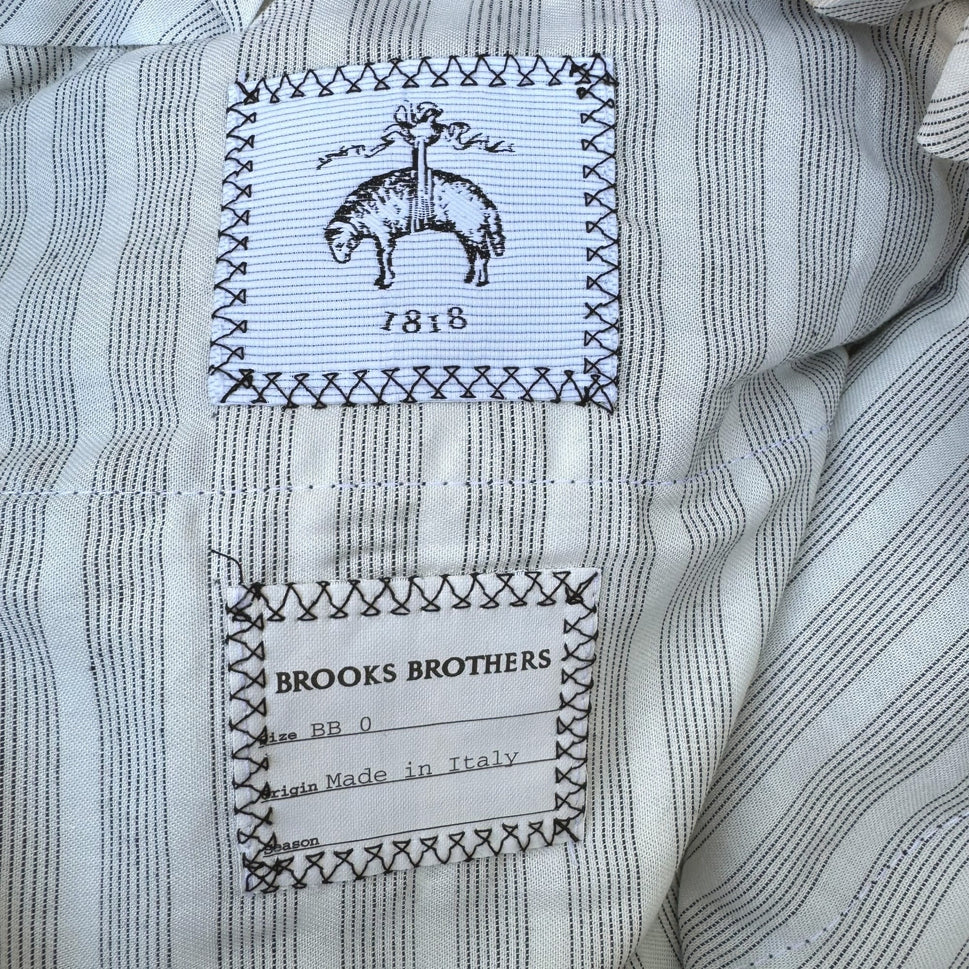 1818
BROOKS BROTHERS
Size BB 0
Origin Made in Italy
Season